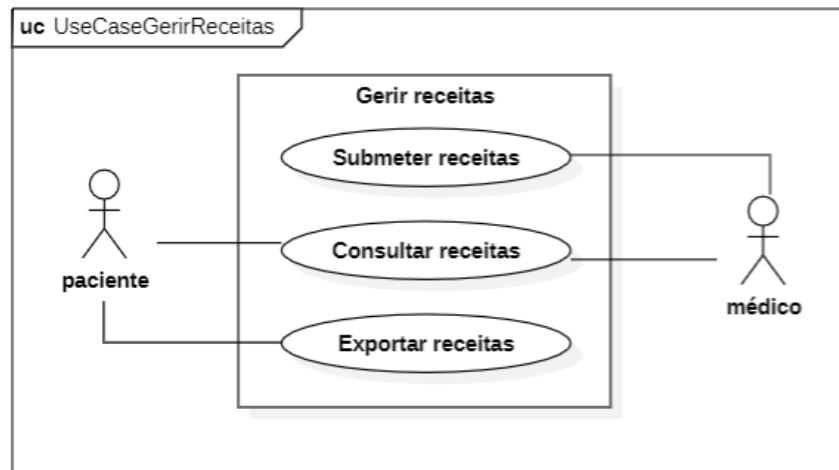 uc UseCaseGerirReceitas
Gerir receitas
Submeter receitas
Consultar receitas
paciente
médico
Exportar receitas